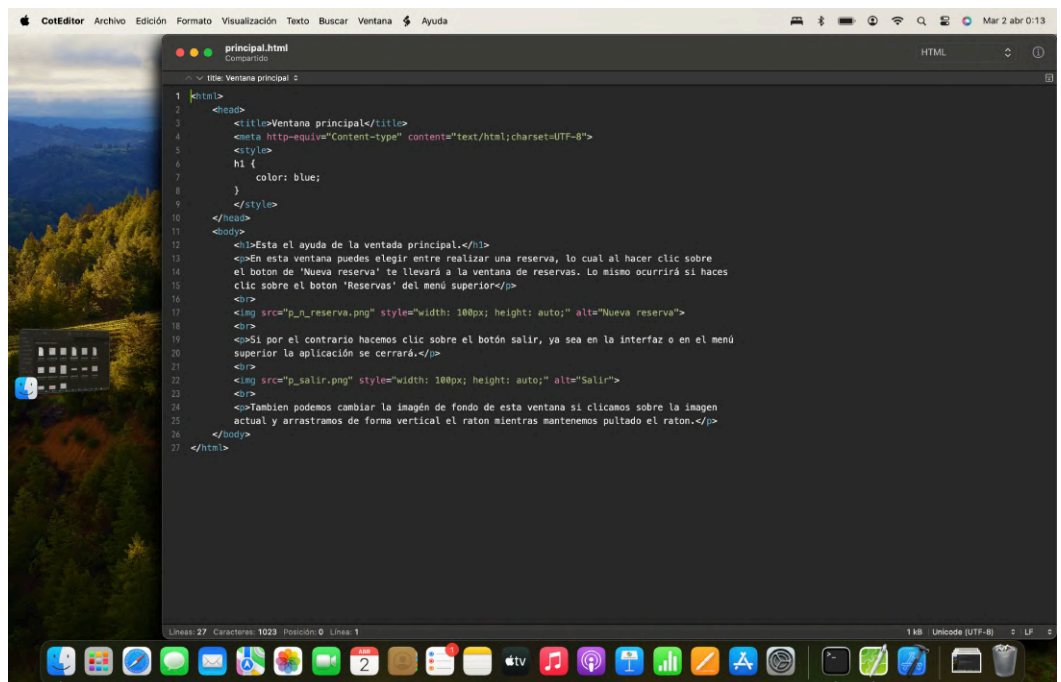 CotEditor Archivo Edición Formato Visualización Texto Buscar Ventana Ayuda Mar 2 abr 0:13
principal.html
Compartido
HTML
title: Ventana principal
1 <html>
2 <head>
3 <title>Ventana principal</title>
4 <meta http-equiv="Content-type" content="text/html;charset=UTF-8">
5 <style>
6 h1 {
7 color: blue;
8 }
9 </style>
10 </head>
11 <body>
12 <h1>Esta el ayuda de la ventada principal.</h1>
13 <p>En esta ventana puedes elegir entre realizar una reserva, lo cual al hacer clic sobre
14 el boton de 'Nueva reserva' te llevará a la ventana de reservas. Lo mismo ocurrirá si haces
15 clic sobre el boton 'Reservas' del menú superior</p>
16 <br>
17 <img src="p_n_reserva.png" style="width: 100px; height: auto;" alt="Nueva reserva">
18 <br>
19 <p>Si por el contrario hacemos clic sobre el botón salir, ya sea en la interfaz o en el menú
20 superior la aplicación se cerrará.</p>
21 <br>
22 <img src="p_salir.png" style="width: 100px; height: auto;" alt="Salir">
23 <br>
24 <p>Tambien podemos cambiar la imagén de fondo de esta ventana si clicamos sobre la imagen
25 actual y arrastramos de forma vertical el raton mientras mantenemos pultado el raton.</p>
26 </body>
27 </html>
Líneas: 27 Caracteres: 1023 Posición: 0 Línea: 1 1 kB Unicode (UTF-8) LF
ABR
2
1
tv